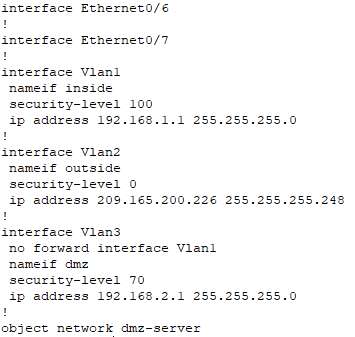 interface Ethernet0/6
!
interface Ethernet0/7
!
interface Vlan1
 nameif inside
 security-level 100
 ip address 192.168.1.1 255.255.255.0
!
interface Vlan2
 nameif outside
 security-level 0
 ip address 209.165.200.226 255.255.255.248
!
interface Vlan3
 no forward interface Vlan1
 nameif dmz
 security-level 70
 ip address 192.168.2.1 255.255.255.0
!
object network dmz-server